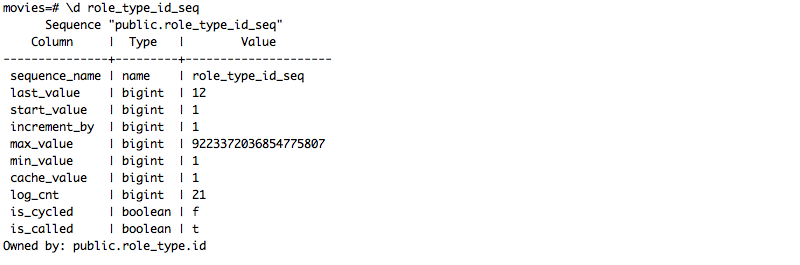 movies=# \d role_type_id_seq
      Sequence "public.role_type_id_seq"
    Column     |  Type   |        Value        
---------------+---------+---------------------
 sequence_name | name    | role_type_id_seq
 last_value    | bigint  | 12
 start_value   | bigint  | 1
 increment_by  | bigint  | 1
 max_value     | bigint  | 9223372036854775807
 min_value     | bigint  | 1
 cache_value   | bigint  | 1
 log_cnt       | bigint  | 21
 is_cycled     | boolean | f
 is_called     | boolean | t
Owned by: public.role_type.id